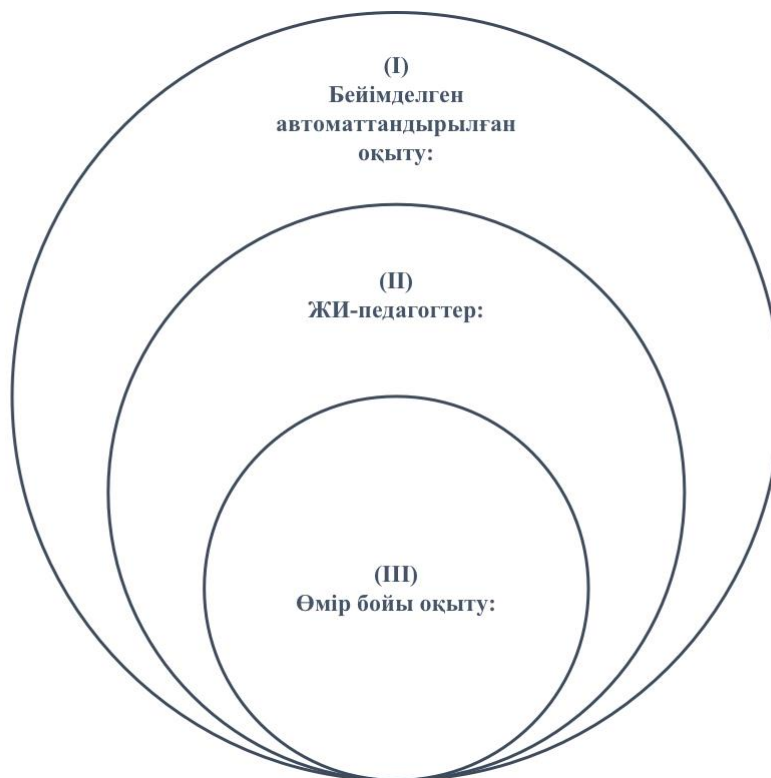 (I)
Бейімделген
автоматтандырылған
оқыту:
(II)
ЖИ-педагогтер:
(III)
Өмір бойы оқыту: